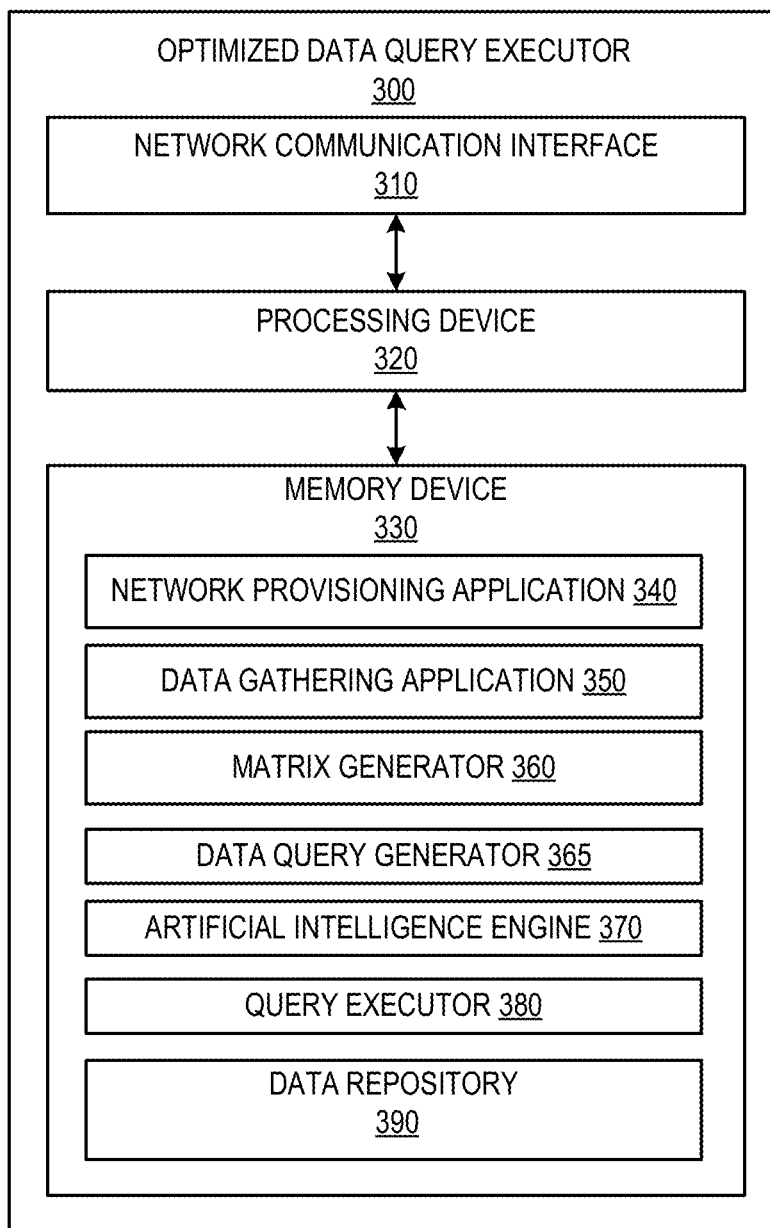 OPTIMIZED DATA QUERY EXECUTOR
300
NETWORK COMMUNICATION INTERFACE
310
PROCESSING DEVICE
320
MEMORY DEVICE
330
NETWORK PROVISIONING APPLICATION 340
DATA GATHERING APPLICATION 350
MATRIX GENERATOR 360
DATA QUERY GENERATOR 365
ARTIFICIAL INTELLIGENCE ENGINE 370
QUERY EXECUTOR 380
DATA REPOSITORY
390